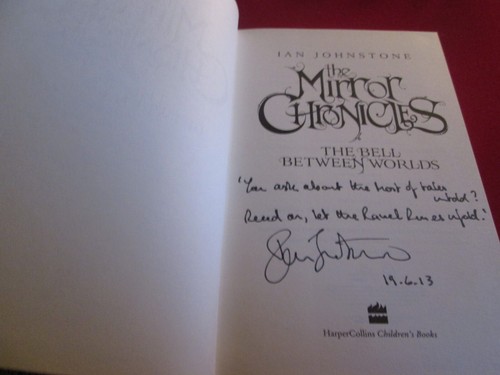 IAN JOHNSTONE
the
Mirror
Chronicles
THE BELL
BETWEEN WORLDS
'You ask about the host of tales
untold?
Read on, let the Ravel Runes unfold.'
19.6.13
HarperCollins Children's Books